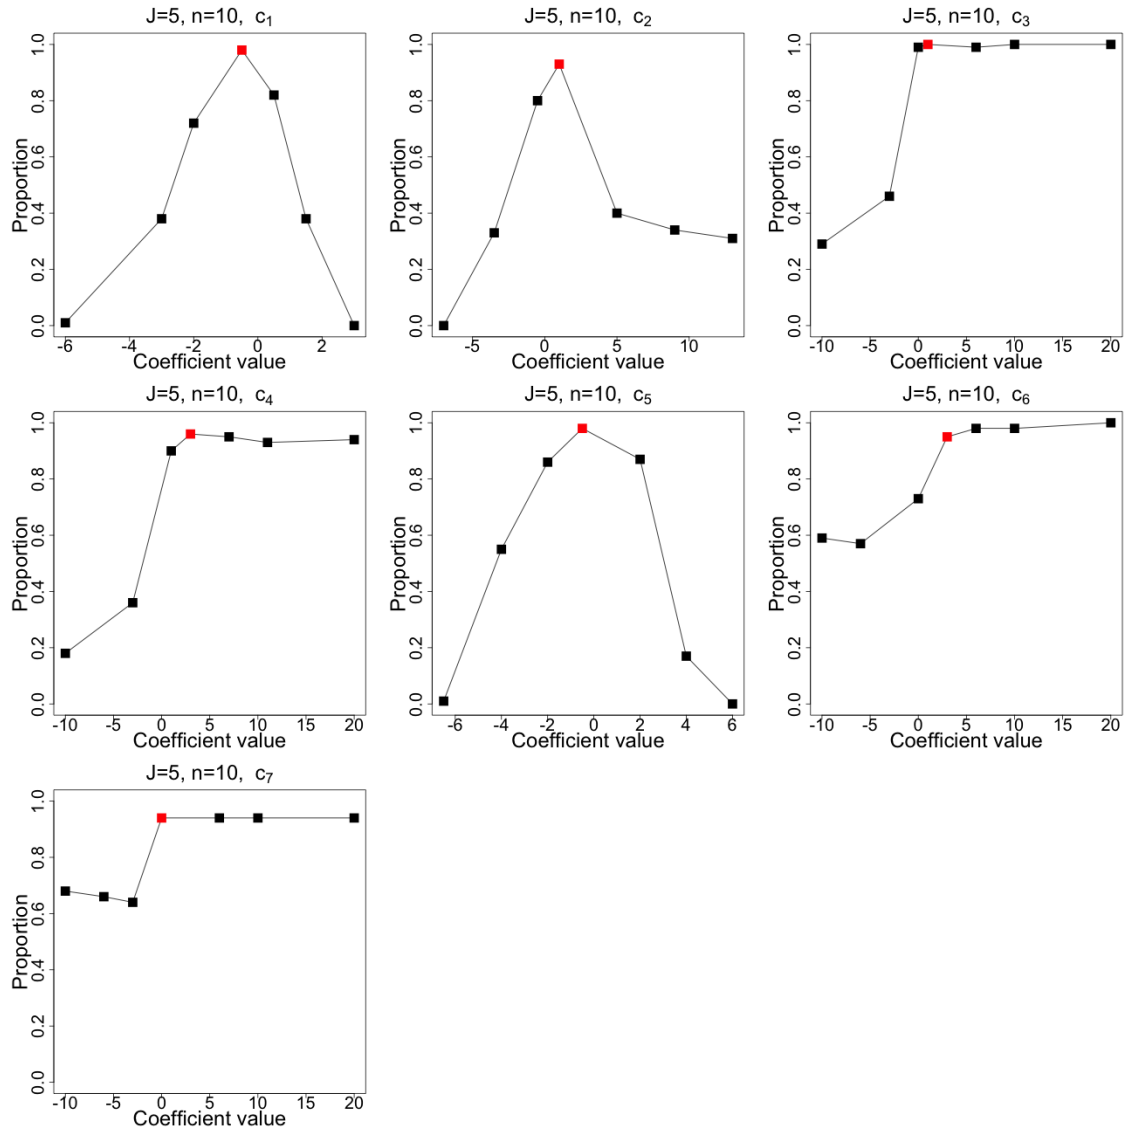 J=5, n=10, c1
Proportion
1.0
0.8
0.6
0.4
0.2
0.0
-6 -4 -2 0 2
Coefficient value
J=5, n=10, c2
Proportion
1.0
0.8
0.6
0.4
0.2
0.0
-5 0 5 10
Coefficient value
J=5, n=10, c3
Proportion
1.0
0.8
0.6
0.4
0.2
0.0
-10 -5 0 5 10 20
Coefficient value
J=5, n=10, c4
Proportion
1.0
0.8
0.6
0.4
0.2
0.0
-10 -5 0 5 10 15 20
Coefficient value
J=5, n=10, c5
Proportion
1.0
0.8
0.6
0.4
0.2
0.0
-6 -4 -2 0 2 4 6
Coefficient value
J=5, n=10, c6
Proportion
1.0
0.8
0.6
0.4
0.2
0.0
-10 -5 0 5 10 20
Coefficient value
J=5, n=10, c7
Proportion
1.0
0.8
0.6
0.4
0.2
0.0
-10 -5 0 5 10 15 20
Coefficient value